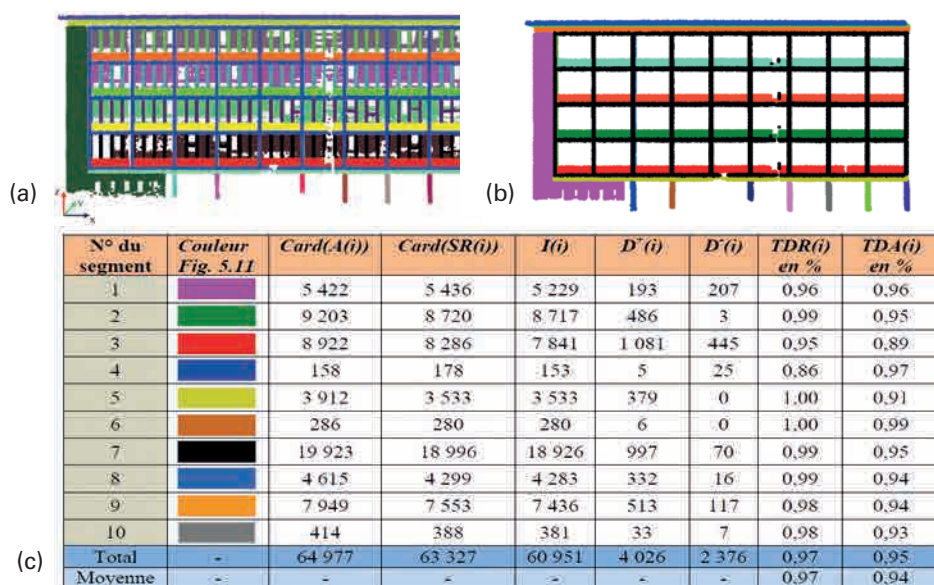 (a)
(b)
Z
Y
X
N° du segment Couleur Fig. 5.11 Card(A(i)) Card(SR(i)) I(i) D⁺(i) D⁻(i) TDR(i) en % TDA(i) en %
1 5 422 5 436 5 229 193 207 0,96 0,96
2 9 203 8 720 8 717 486 3 0,99 0,95
3 8 922 8 286 7 841 1 081 445 0,95 0,89
4 158 178 153 5 25 0,86 0,97
5 3 912 3 533 3 533 379 0 1,00 0,91
6 286 280 280 6 0 1,00 0,99
7 19 923 18 996 18 926 997 70 0,99 0,95
8 4 615 4 299 4 283 332 16 0,99 0,94
9 7 949 7 553 7 436 513 117 0,98 0,94
10 414 388 381 33 7 0,98 0,93
(c)
Total - 64 977 63 327 60 951 4 026 2 376 0,97 0,95
Moyenne - - - - - - 0,97 0,94